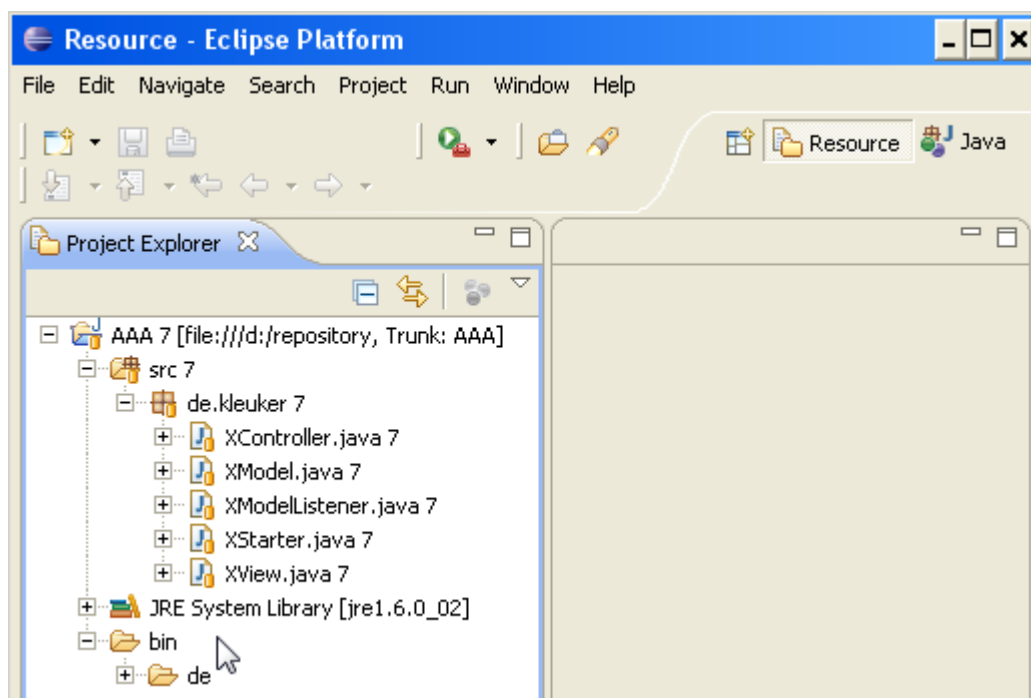 Resource - Eclipse Platform
File Edit Navigate Search Project Run Window Help
Resource Java
Project Explorer
AAA 7 [file:///d:/repository, Trunk: AAA]
src 7
de.kleuker 7
XController.java 7
XModel.java 7
XModelListener.java 7
XStarter.java 7
XView.java 7
JRE System Library [jre1.6.0_02]
bin
de